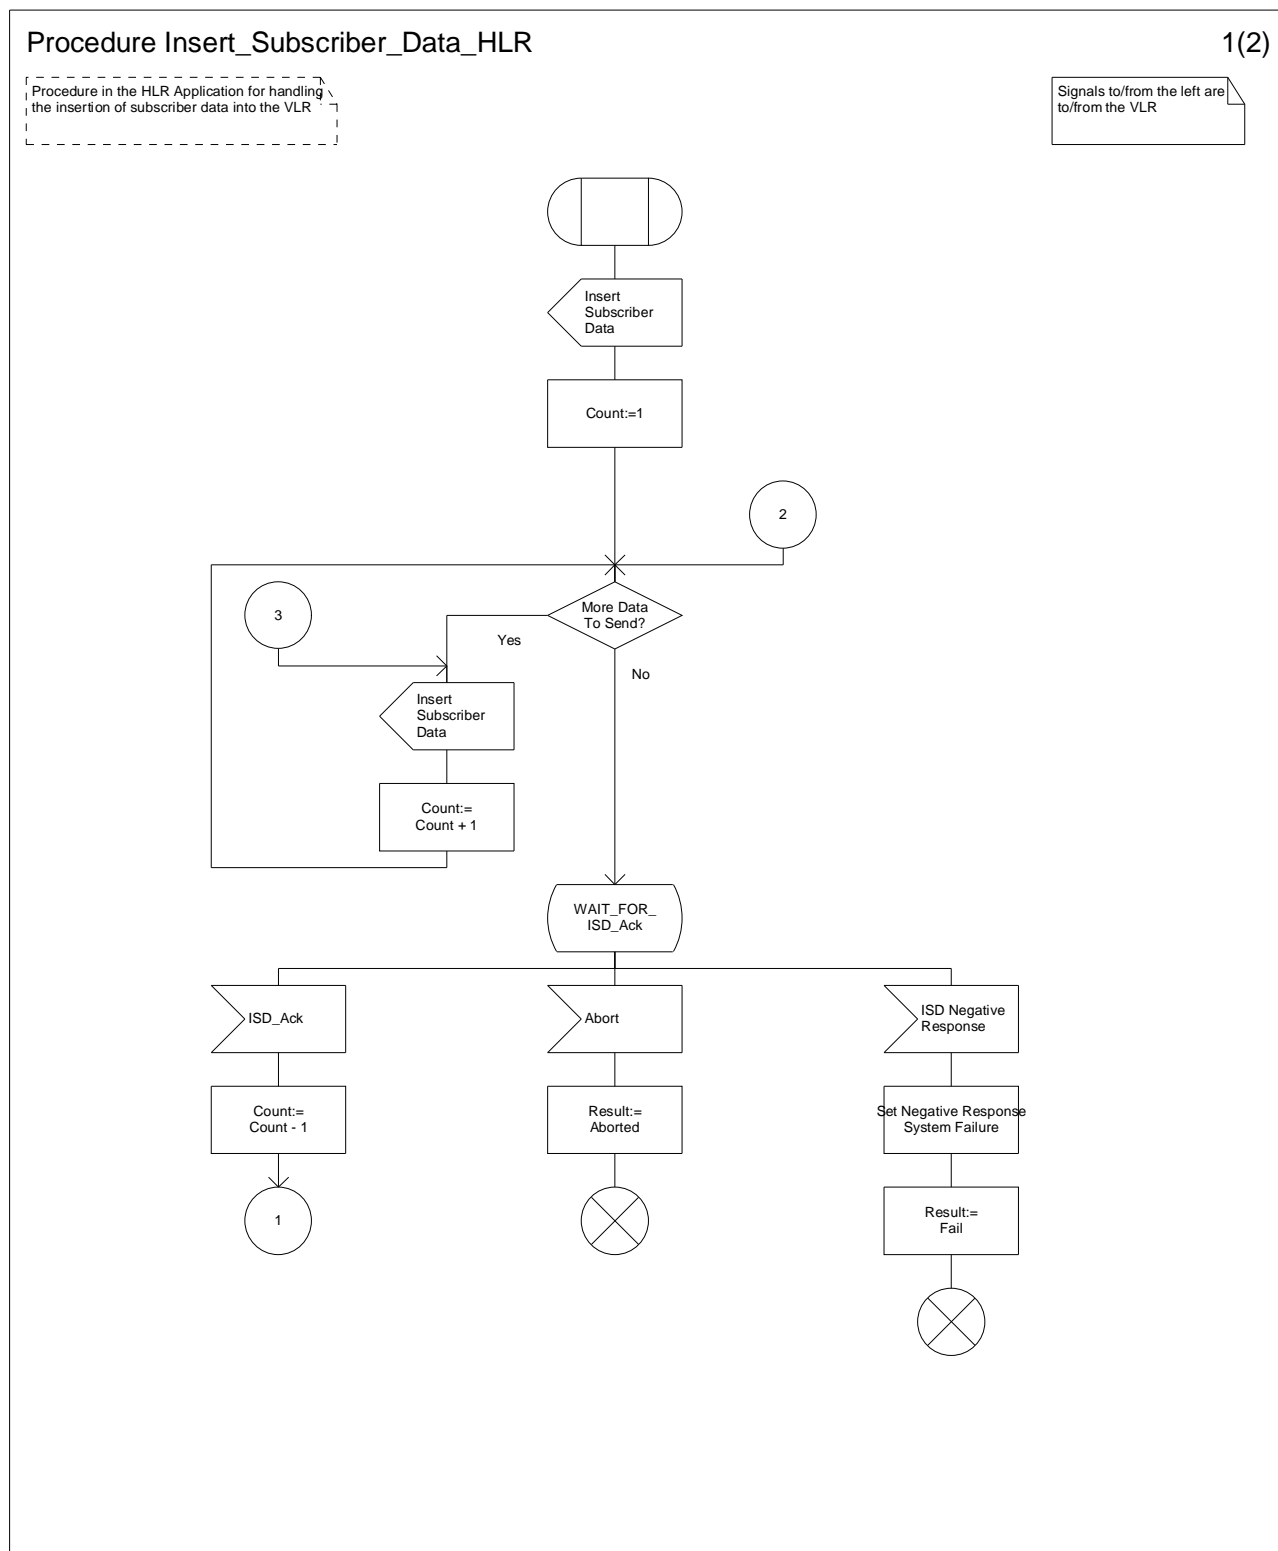 Procedure Insert_Subscriber_Data_HLR
1(2)
Procedure in the HLR Application for handling
the insertion of subscriber data into the VLR
Signals to/from the left are
to/from the VLR
Insert
Subscriber
Data
Count:=1
2
3
More Data
To Send?
Yes
No
Insert
Subscriber
Data
Count:=
Count + 1
WAIT_FOR_
ISD_Ack
ISD_Ack
Abort
ISD Negative
Response
Count:=
Count - 1
Result:=
Aborted
Set Negative Response
System Failure
1
Result:=
Fail